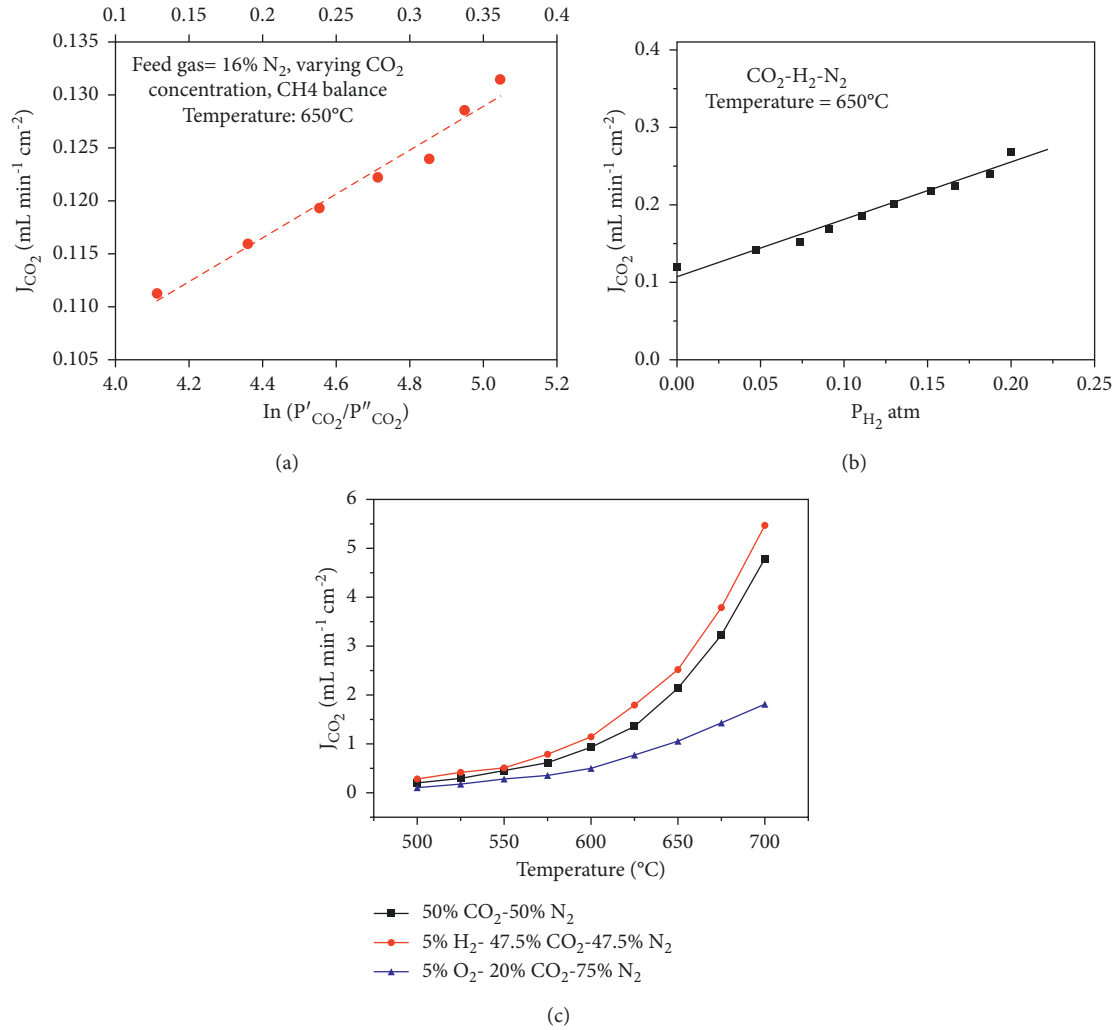 0.1 0.15 0.2 0.25 0.3 0.35 0.4
0.135
0.130
0.125
0.120
0.115
0.110
0.105
J_CO2 (mL min-1 cm-2)
Feed gas= 16% N2, varying CO2
concentration, CH4 balance
Temperature: 650°C
4.0 4.2 4.4 4.6 4.8 5.0 5.2
In (P′CO2/P″CO2)
(a)
0.4
0.3
0.2
0.1
0.0
J_CO2 (mL min-1 cm-2)
CO2-H2-N2
Temperature = 650°C
0.00 0.05 0.10 0.15 0.20 0.25
PH2 atm
(b)
6
5
4
3
2
1
0
J_CO2 (mL min-1 cm-2)
500 550 600 650 700
Temperature (°C)
50% CO2-50% N2
5% H2- 47.5% CO2-47.5% N2
5% O2- 20% CO2-75% N2
(c)